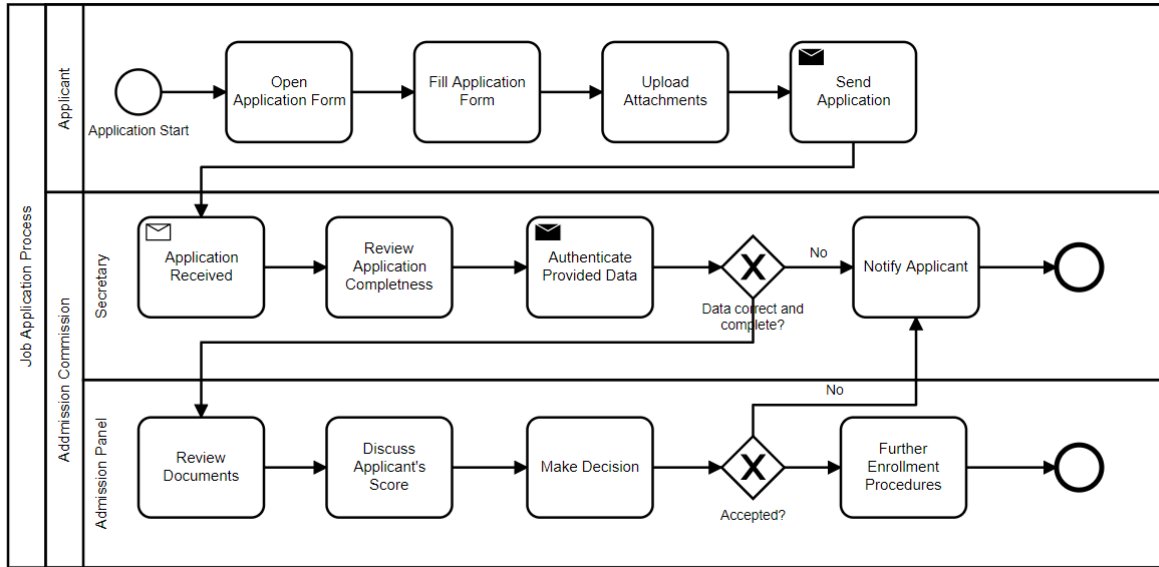 Job Application Process
Applicant
Application Start
Open
Application Form
Fill Application
Form
Upload
Attachments
Send
Application
Addmission Commission
Secretary
Application
Received
Review
Application
Completness
Authenticate
Provided Data
Data correct and
complete?
No
Notify Applicant
Admission Panel
Review
Documents
Discuss
Applicant's
Score
Make Decision
Accepted?
No
Further
Enrollment
Procedures